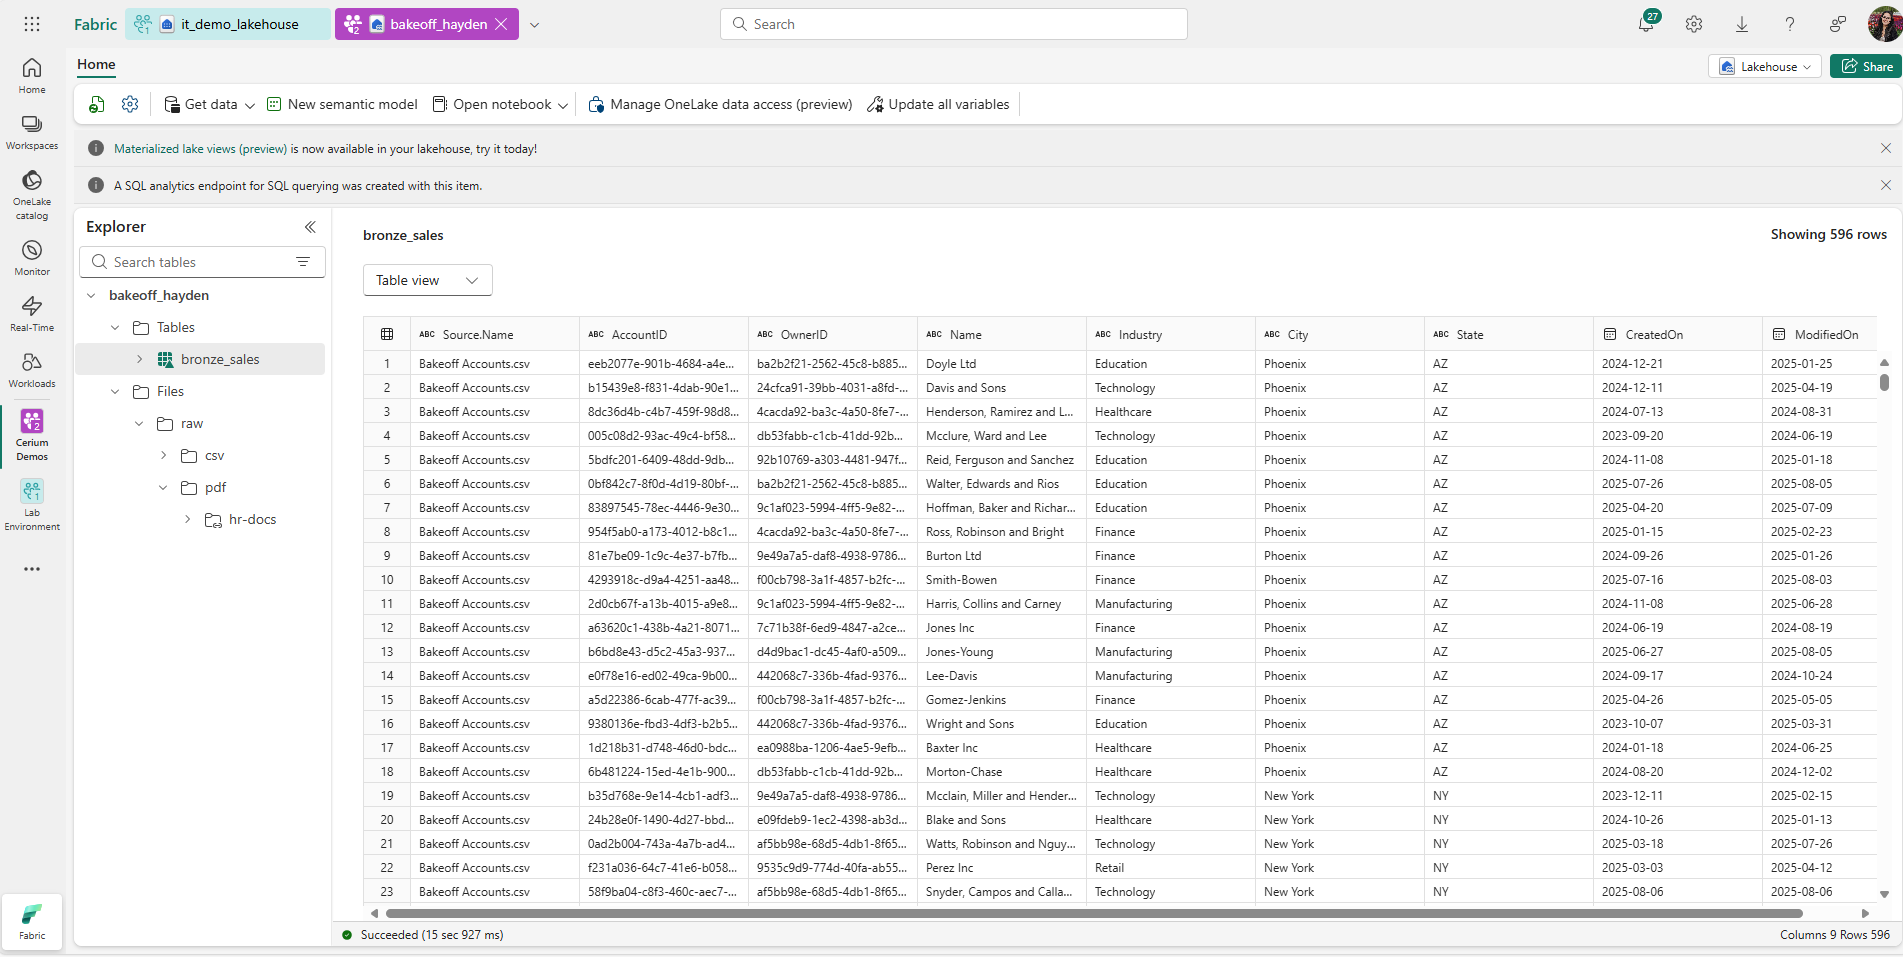 Fabric
1
it_demo_lakehouse
2
bakeoff_hayden
Search
27
Home
Home
Lakehouse
Share
Get data
New semantic model
Open notebook
Manage OneLake data access (preview)
Update all variables
Workspaces
Materialized lake views (preview) is now available in your lakehouse, try it today!
A SQL analytics endpoint for SQL querying was created with this item.
OneLake
catalog
Monitor
Real-Time
Workloads
2
Cerium
Demos
1
Lab
Environment
Fabric
Explorer
Search tables
bakeoff_hayden
Tables
bronze_sales
Files
raw
csv
pdf
hr-docs
bronze_sales
Showing 596 rows
Table view
ABC Source.Name ABC AccountID ABC OwnerID ABC Name ABC Industry ABC City ABC State CreatedOn ModifiedOn
1 Bakeoff Accounts.csv eeb2077e-901b-4684-a4e... ba2b2f21-2562-45c8-b885... Doyle Ltd Education Phoenix AZ 2024-12-21 2025-01-25
2 Bakeoff Accounts.csv b15439e8-f831-4dab-90e1... 24cfca91-39bb-4031-a8fd-... Davis and Sons Technology Phoenix AZ 2024-12-11 2025-04-19
3 Bakeoff Accounts.csv 8dc36d4b-c4b7-459f-98d8... 4cacda92-ba3c-4a50-8fe7-... Henderson, Ramirez and L... Healthcare Phoenix AZ 2024-07-13 2024-08-31
4 Bakeoff Accounts.csv 005c08d2-93ac-49c4-bf58... db53fabb-c1cb-41dd-92b... Mcclure, Ward and Lee Technology Phoenix AZ 2023-09-20 2024-06-19
5 Bakeoff Accounts.csv 5bdfc201-6409-48dd-9db... 92b10769-a303-4481-947f... Reid, Ferguson and Sanchez Education Phoenix AZ 2024-11-08 2025-01-18
6 Bakeoff Accounts.csv 0bf842c7-8f0d-4d19-80bf-... ba2b2f21-2562-45c8-b885... Walter, Edwards and Rios Education Phoenix AZ 2025-07-26 2025-08-05
7 Bakeoff Accounts.csv 83897545-78ec-4446-9e30... 9c1af023-5994-4ff5-9e82-... Hoffman, Baker and Richar... Education Phoenix AZ 2025-04-20 2025-07-09
8 Bakeoff Accounts.csv 954f5ab0-a173-4012-b8c1... 4cacda92-ba3c-4a50-8fe7-... Ross, Robinson and Bright Finance Phoenix AZ 2025-01-15 2025-02-23
9 Bakeoff Accounts.csv 81e7be09-1c9c-4e37-b7fb... 9e49a7a5-daf8-4938-9786... Burton Ltd Finance Phoenix AZ 2024-09-26 2025-01-26
10 Bakeoff Accounts.csv 4293918c-d9a4-4251-aa48... f00cb798-3a1f-4857-b2fc-... Smith-Bowen Finance Phoenix AZ 2025-07-16 2025-08-03
11 Bakeoff Accounts.csv 2d0cb67f-a13b-4015-a9e8... 9c1af023-5994-4ff5-9e82-... Harris, Collins and Carney Manufacturing Phoenix AZ 2024-11-08 2025-06-28
12 Bakeoff Accounts.csv a63620c1-438b-4a21-8071... 7c71b38f-6ed9-4847-a2ce... Jones Inc Finance Phoenix AZ 2024-06-19 2024-08-19
13 Bakeoff Accounts.csv b6bd8e43-d5c2-45a3-937... d4d9bac1-dc45-4af0-a509... Jones-Young Manufacturing Phoenix AZ 2025-06-27 2025-08-05
14 Bakeoff Accounts.csv e0f78e16-ed02-49ca-9b00... 442068c7-336b-4fad-9376... Lee-Davis Manufacturing Phoenix AZ 2024-09-17 2024-10-24
15 Bakeoff Accounts.csv a5d22386-6cab-477f-ac39... f00cb798-3a1f-4857-b2fc-... Gomez-Jenkins Finance Phoenix AZ 2025-04-26 2025-05-05
16 Bakeoff Accounts.csv 9380136e-fbd3-4df3-b2b5... 442068c7-336b-4fad-9376... Wright and Sons Education Phoenix AZ 2023-10-07 2025-03-31
17 Bakeoff Accounts.csv 1d218b31-d748-46d0-bdc... ea0988ba-1206-4ae5-9efb... Baxter Inc Healthcare Phoenix AZ 2024-01-18 2024-06-25
18 Bakeoff Accounts.csv 6b481224-15ed-4e1b-900... db53fabb-c1cb-41dd-92b... Morton-Chase Healthcare Phoenix AZ 2024-08-20 2024-12-02
19 Bakeoff Accounts.csv b35d768e-9e14-4cb1-adf3... 9e49a7a5-daf8-4938-9786... Mcclain, Miller and Hender... Technology New York NY 2023-12-11 2025-02-15
20 Bakeoff Accounts.csv 24b28e0f-1490-4d27-bbd... e09fdeb9-1ec2-4398-ab3d... Blake and Sons Healthcare New York NY 2024-10-26 2025-01-13
21 Bakeoff Accounts.csv 0ad2b004-743a-4a7b-ad4... af5bb98e-68d5-4db1-8f65... Watts, Robinson and Nguy... Technology New York NY 2025-03-18 2025-07-26
22 Bakeoff Accounts.csv f231a036-64c7-41e6-b058... 9535c9d9-774d-40fa-ab55... Perez Inc Retail New York NY 2025-03-03 2025-04-12
23 Bakeoff Accounts.csv 58f9ba04-c8f3-460c-aec7-... af5bb98e-68d5-4db1-8f65... Snyder, Campos and Calla... Technology New York NY 2025-08-06 2025-08-06
Succeeded (15 sec 927 ms)
Columns 9 Rows 596